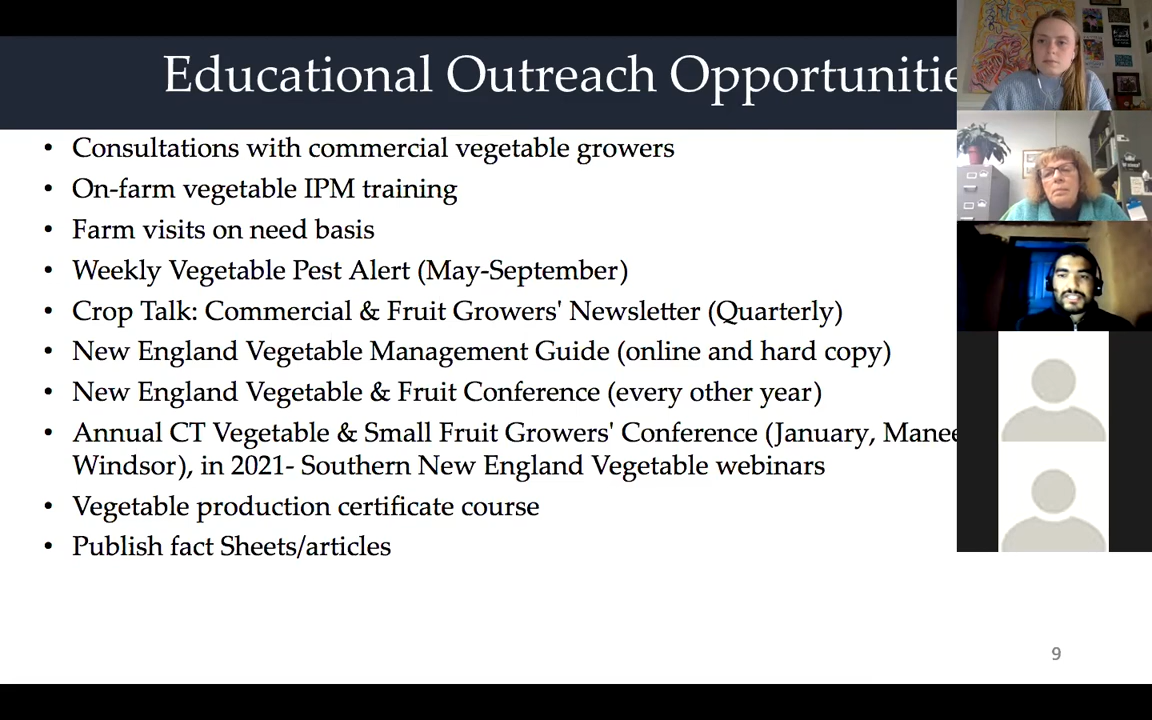 Educational Outreach Opportunitie
• Consultations with commercial vegetable growers
• On-farm vegetable IPM training
• Farm visits on need basis
• Weekly Vegetable Pest Alert (May-September)
• Crop Talk: Commercial & Fruit Growers' Newsletter (Quarterly)
• New England Vegetable Management Guide (online and hard copy)
• New England Vegetable & Fruit Conference (every other year)
• Annual CT Vegetable & Small Fruit Growers' Conference (January, Manee
Windsor), in 2021- Southern New England Vegetable webinars
• Vegetable production certificate course
• Publish fact Sheets/articles
9